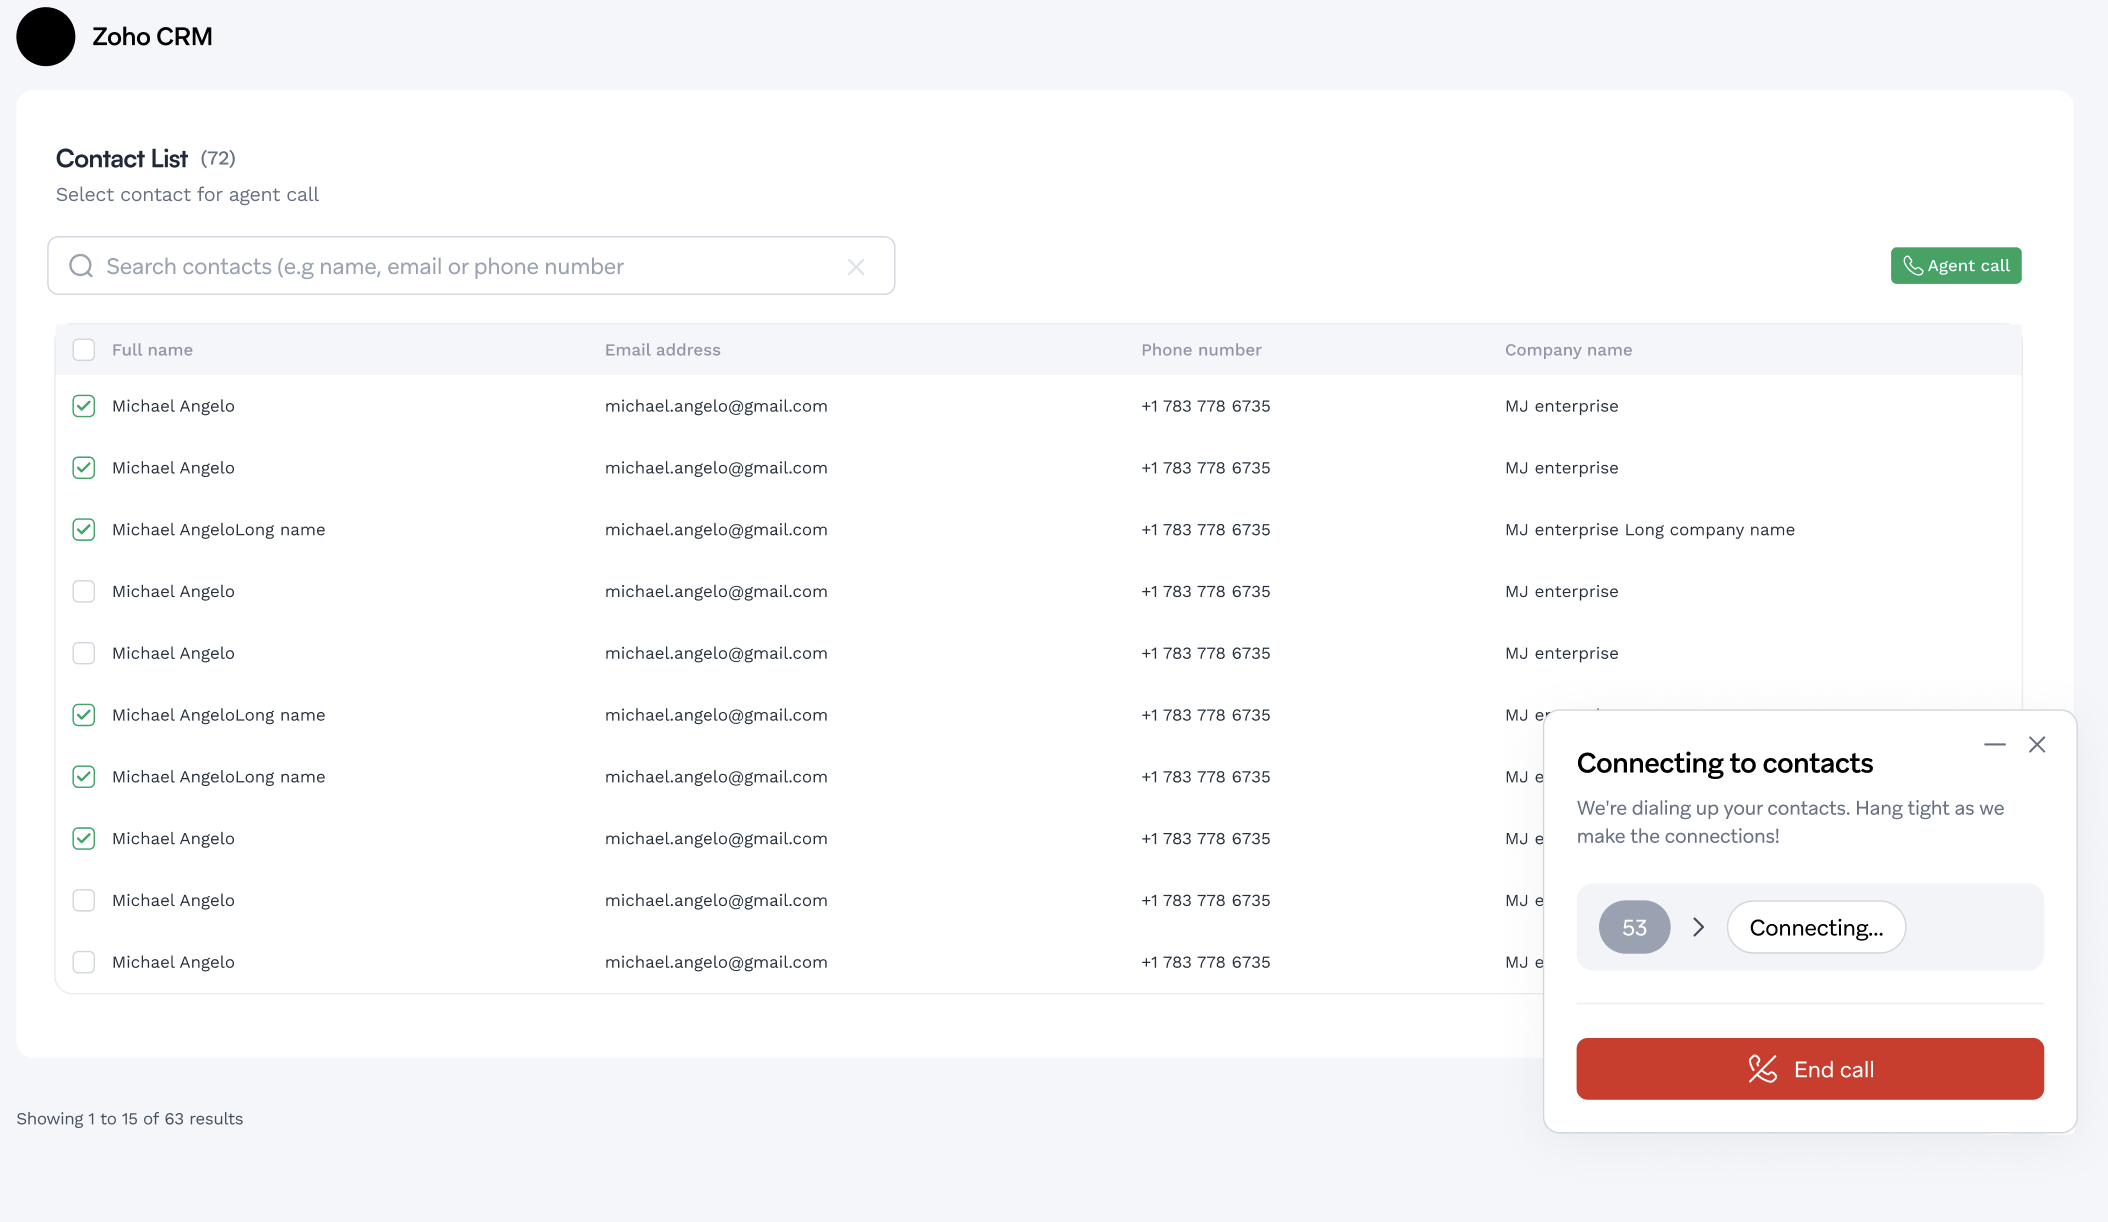 Zoho CRM
Contact List (72)
Select contact for agent call
Search contacts (e.g name, email or phone number
Agent call
Full name Email address Phone number Company name
Michael Angelo michael.angelo@gmail.com +1 783 778 6735 MJ enterprise
Michael Angelo michael.angelo@gmail.com +1 783 778 6735 MJ enterprise
Michael AngeloLong name michael.angelo@gmail.com +1 783 778 6735 MJ enterprise Long company name
Michael Angelo michael.angelo@gmail.com +1 783 778 6735 MJ enterprise
Michael Angelo michael.angelo@gmail.com +1 783 778 6735 MJ enterprise
Michael AngeloLong name michael.angelo@gmail.com +1 783 778 6735 MJ
Michael AngeloLong name michael.angelo@gmail.com +1 783 778 6735 MJ
Michael Angelo michael.angelo@gmail.com +1 783 778 6735 MJ
Michael Angelo michael.angelo@gmail.com +1 783 778 6735 MJ
Michael Angelo michael.angelo@gmail.com +1 783 778 6735 MJ
Connecting to contacts
We're dialing up your contacts. Hang tight as we
make the connections!
53 Connecting...
End call
Showing 1 to 15 of 63 results